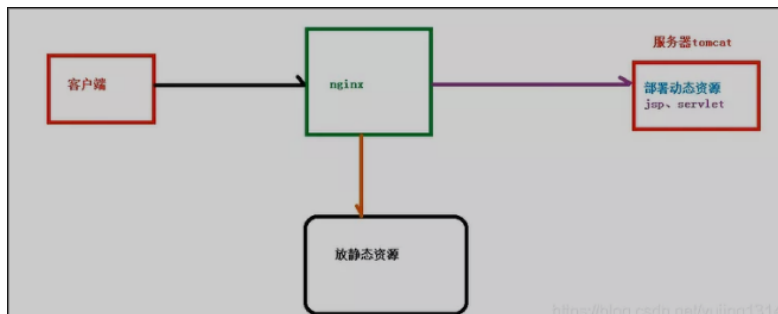 服务器tomcat
客户端
nginx
部署动态资源
jsp、servlet
放静态资源